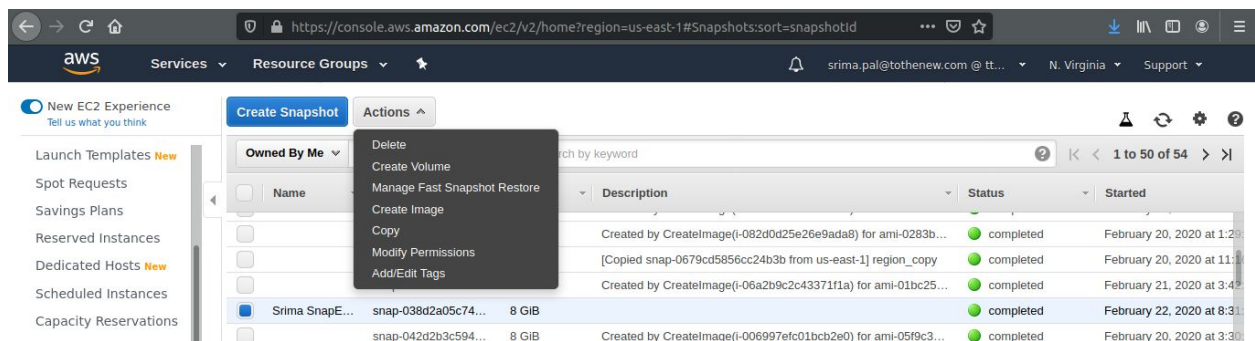 https://console.aws.amazon.com/ec2/v2/home?region=us-east-1#Snapshots:sort=snapshotId
aws Services Resource Groups srima.pal@tothenew.com @ tt... N. Virginia Support
New EC2 Experience
Tell us what you think
Create Snapshot Actions
Launch Templates New
Spot Requests
Savings Plans
Reserved Instances
Dedicated Hosts New
Scheduled Instances
Capacity Reservations
Delete
Create Volume
Manage Fast Snapshot Restore
Create Image
Copy
Modify Permissions
Add/Edit Tags
Owned By Me by keyword 1 to 50 of 54
Name Description Status Started
Created by CreateImage(i-082d0d25e26e9ada8) for ami-0283b... completed February 20, 2020 at 1:29
[Copied snap-0679cd5856cc24b3b from us-east-1] region_copy completed February 20, 2020 at 11:1
Created by CreateImage(i-06a2b9c2c43371f1a) for ami-01bc25... completed February 21, 2020 at 3:42
Srima SnapE... snap-038d2a05c74... 8 GiB completed February 22, 2020 at 8:31
snap-042d2b3c594... 8 GiB Created by CreateImage(i-006997efc01bcb2e0) for ami-05f9c3... completed February 20, 2020 at 3:30